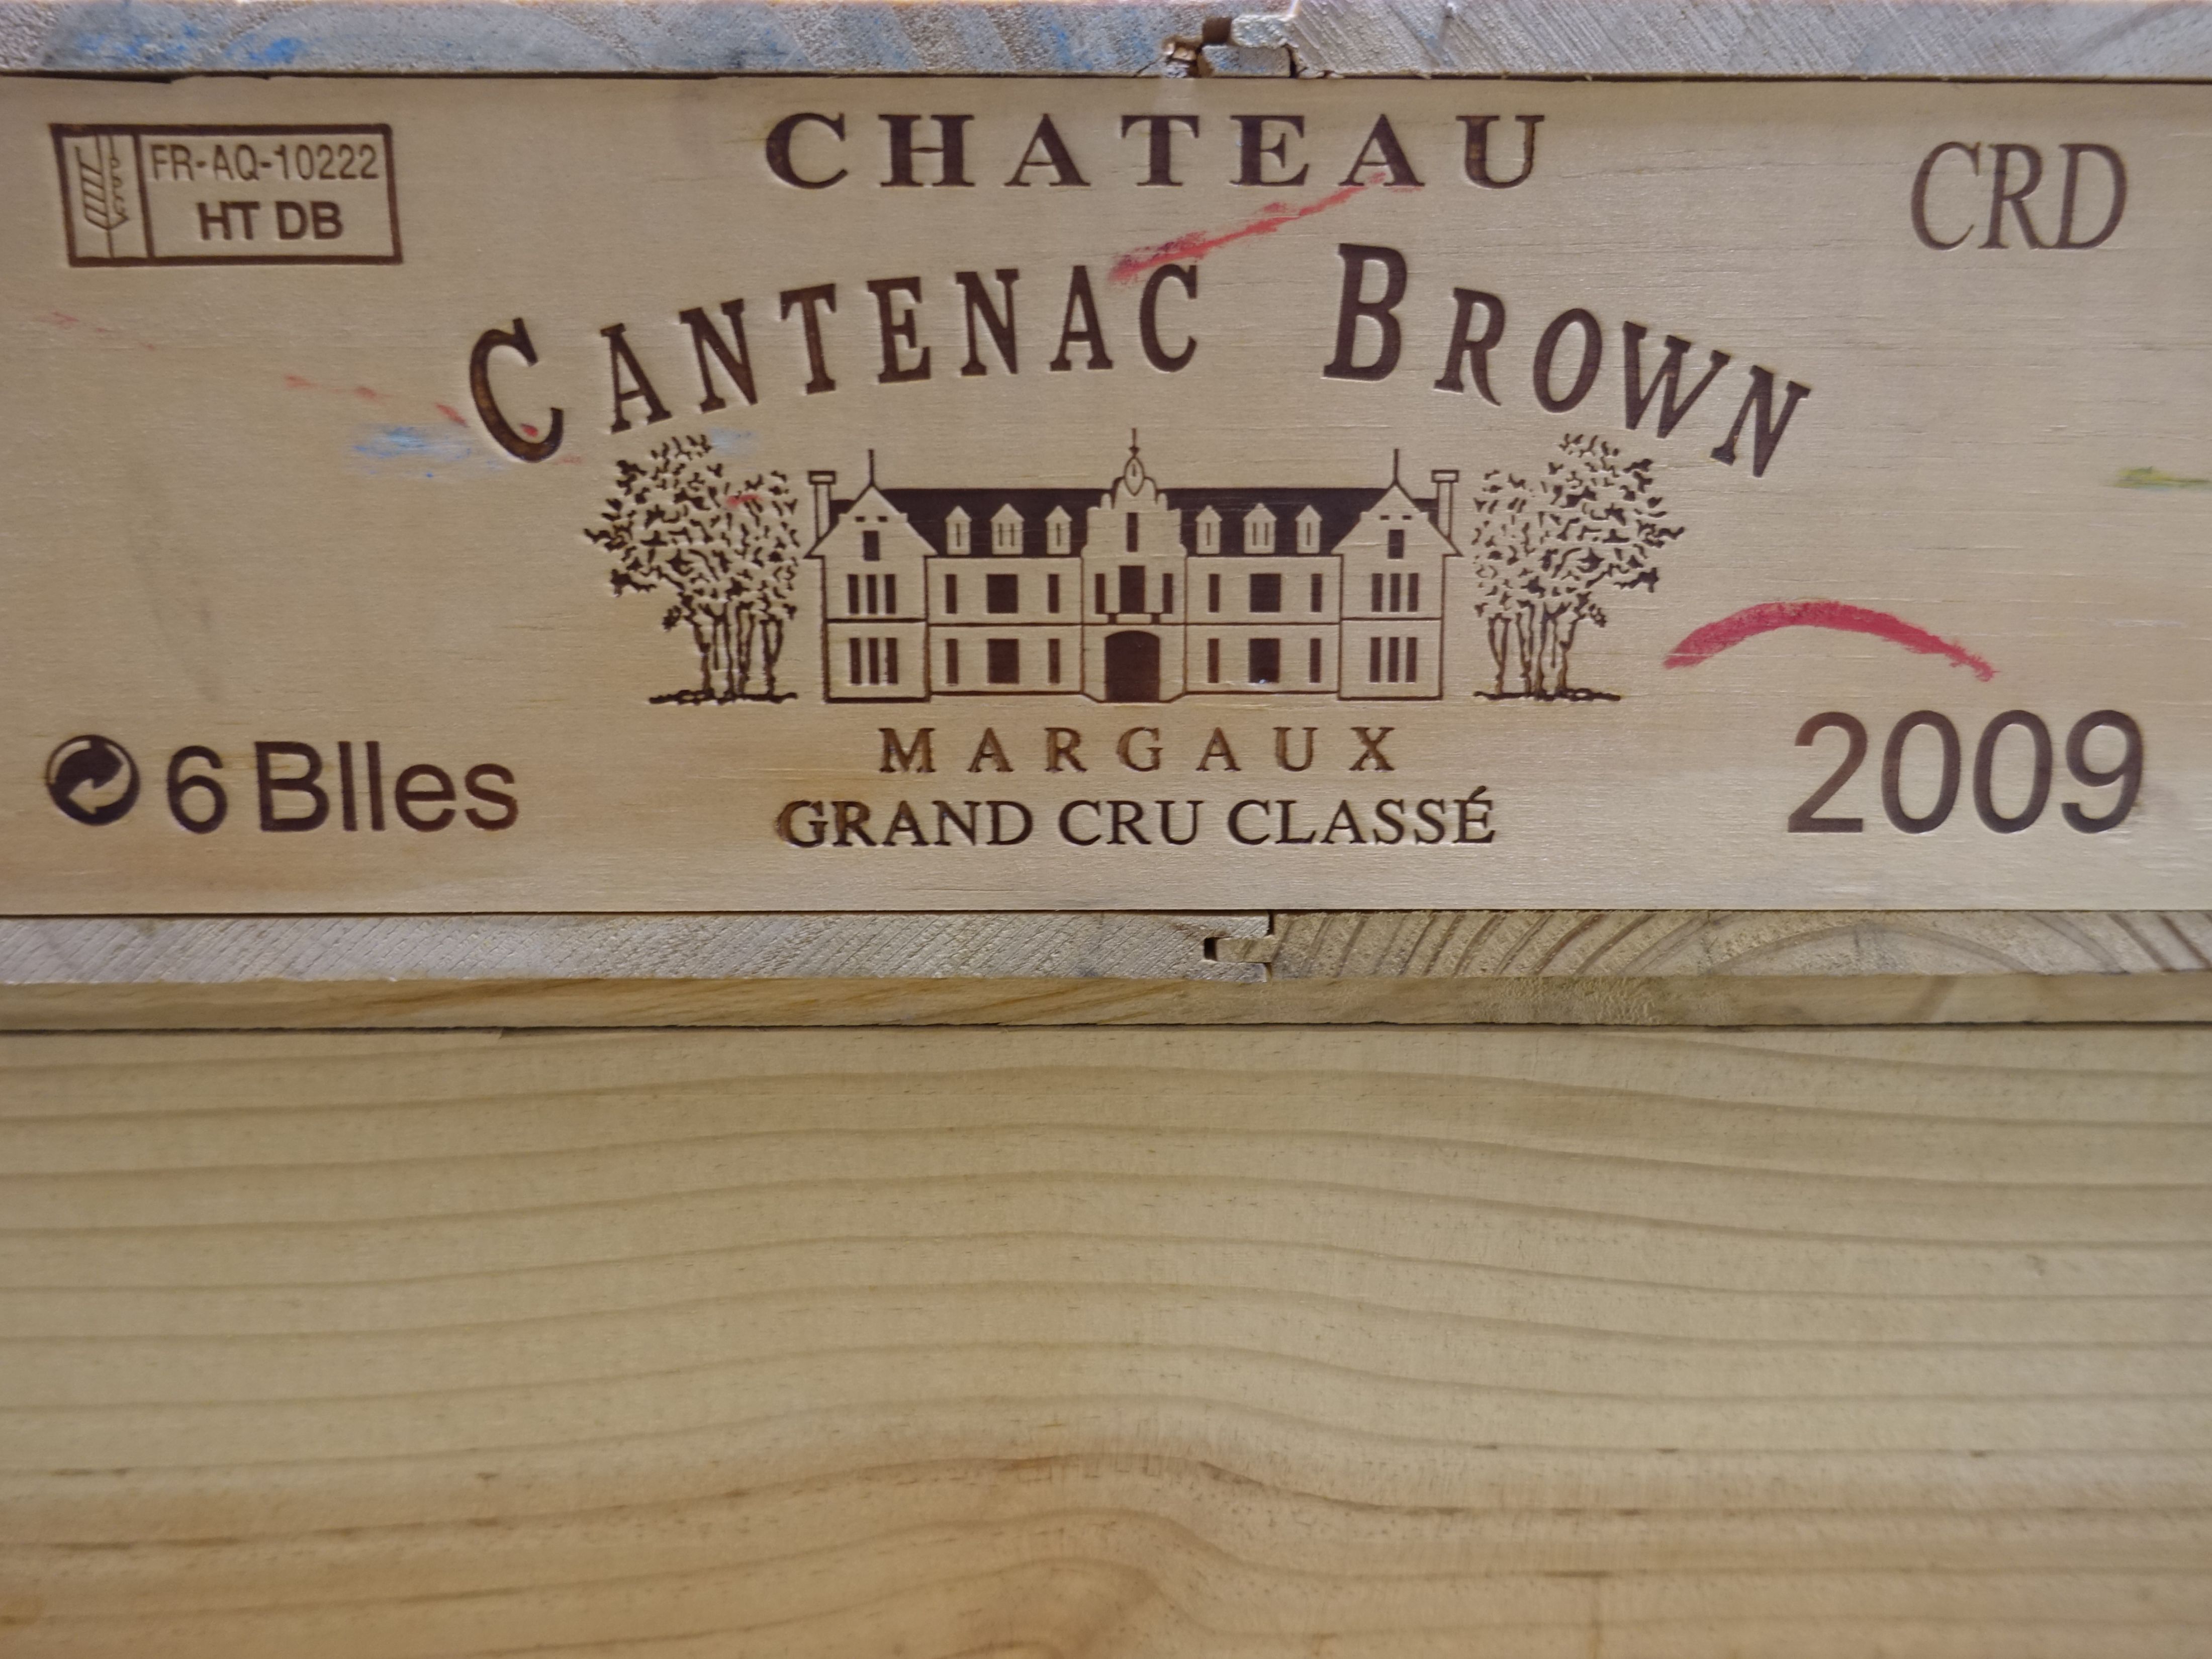 FR-AQ-10222
HT DB
CHATEAU
CRD
CANTENAC BROWN
MARGAUX
GRAND CRU CLASSÉ
6 Blles
2009